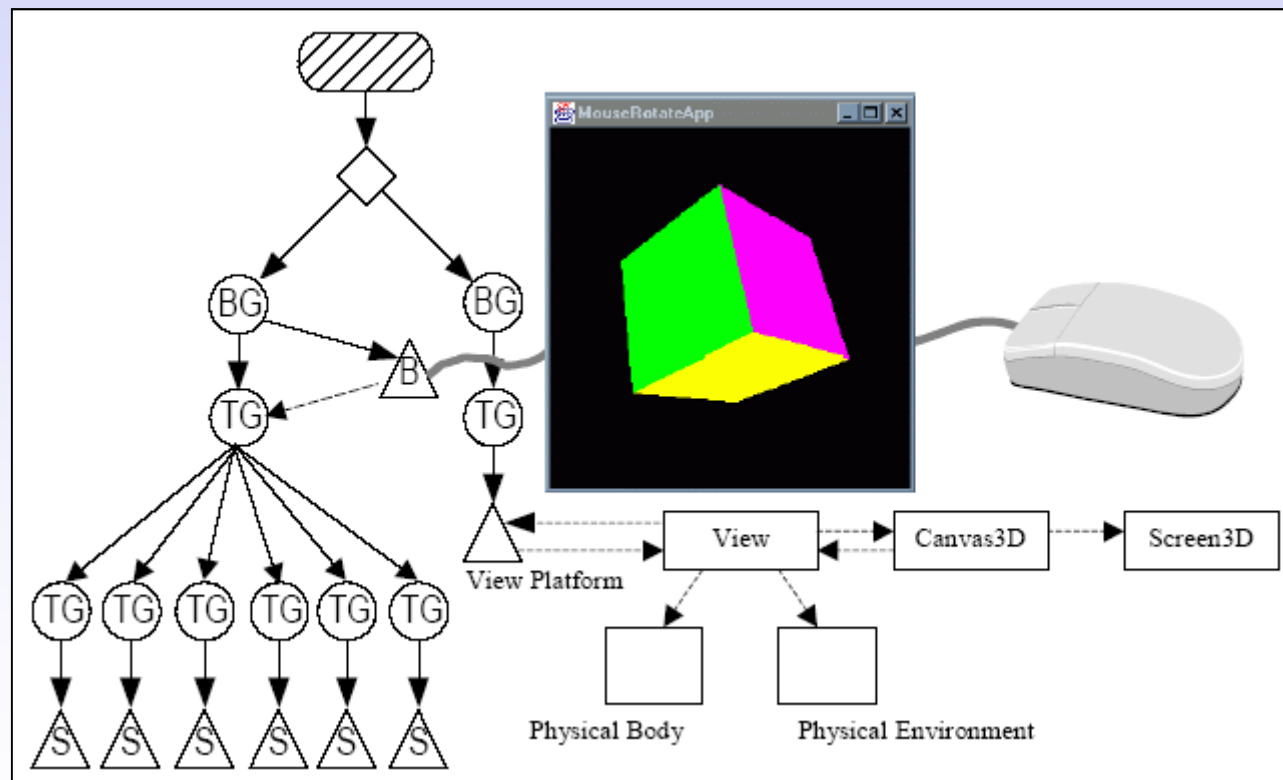 MouseRotateApp
BG
BG
B
TG
TG
View
Canvas3D
Screen3D
View Platform
TG TG TG TG TG TG
Physical Body
Physical Environment
S S S S S S